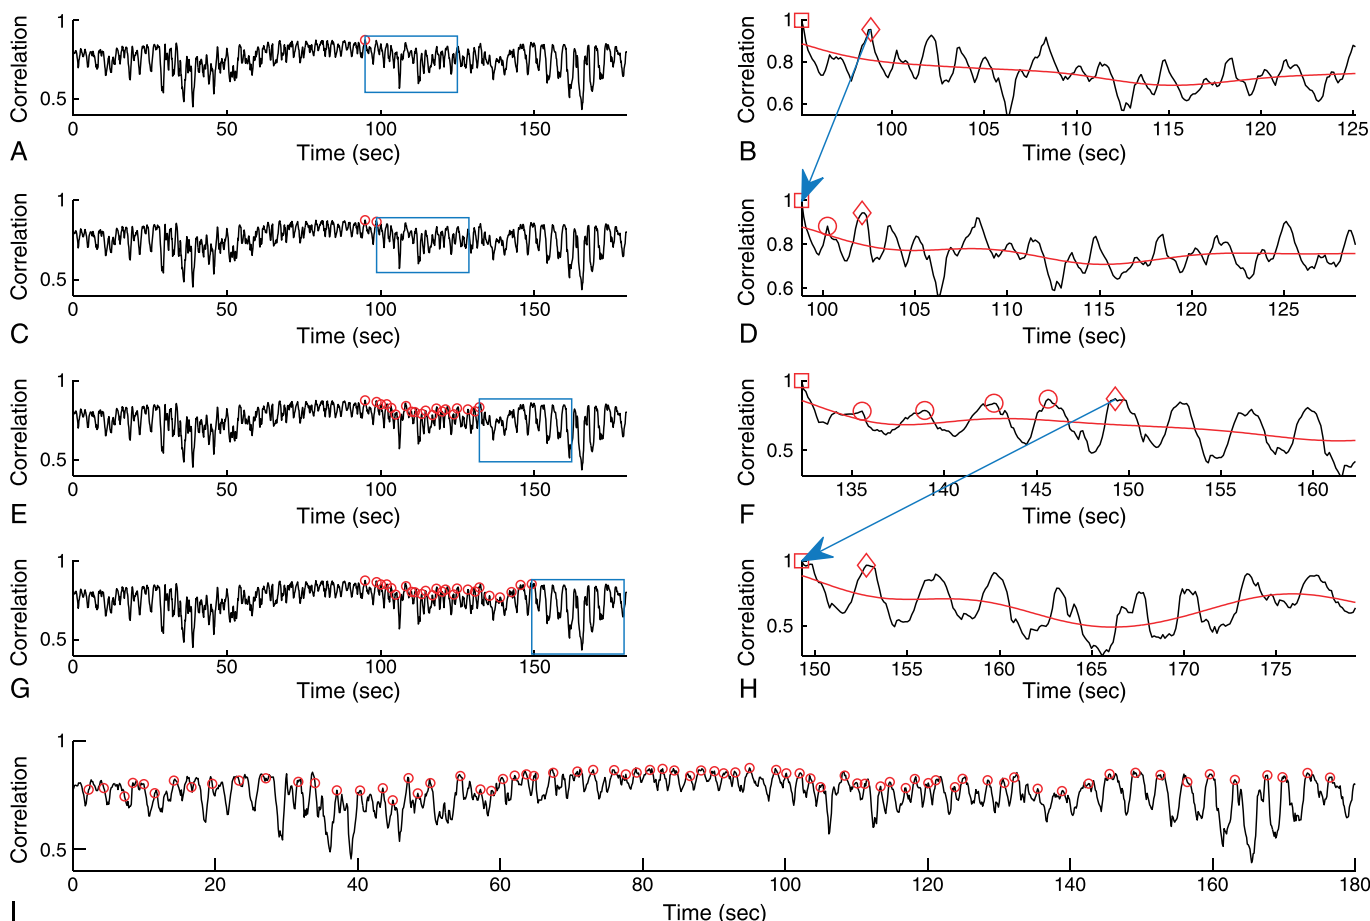 Correlation
1
0.5
0 50 100 150
Time (sec)
A
Correlation
1
0.8
0.6
100 105 110 115 120 125
Time (sec)
B
Correlation
1
0.5
0 50 100 150
Time (sec)
C
Correlation
1
0.8
0.6
100 105 110 115 120 125
Time (sec)
D
Correlation
1
0.5
0 50 100 150
Time (sec)
E
Correlation
1
0.5
135 140 145 150 155 160
Time (sec)
F
Correlation
1
0.5
0 50 100 150
Time (sec)
G
Correlation
1
0.5
150 155 160 165 170 175
Time (sec)
H
Correlation
1
0.5
0 20 40 60 80 100 120 140 160 180
Time (sec)
I